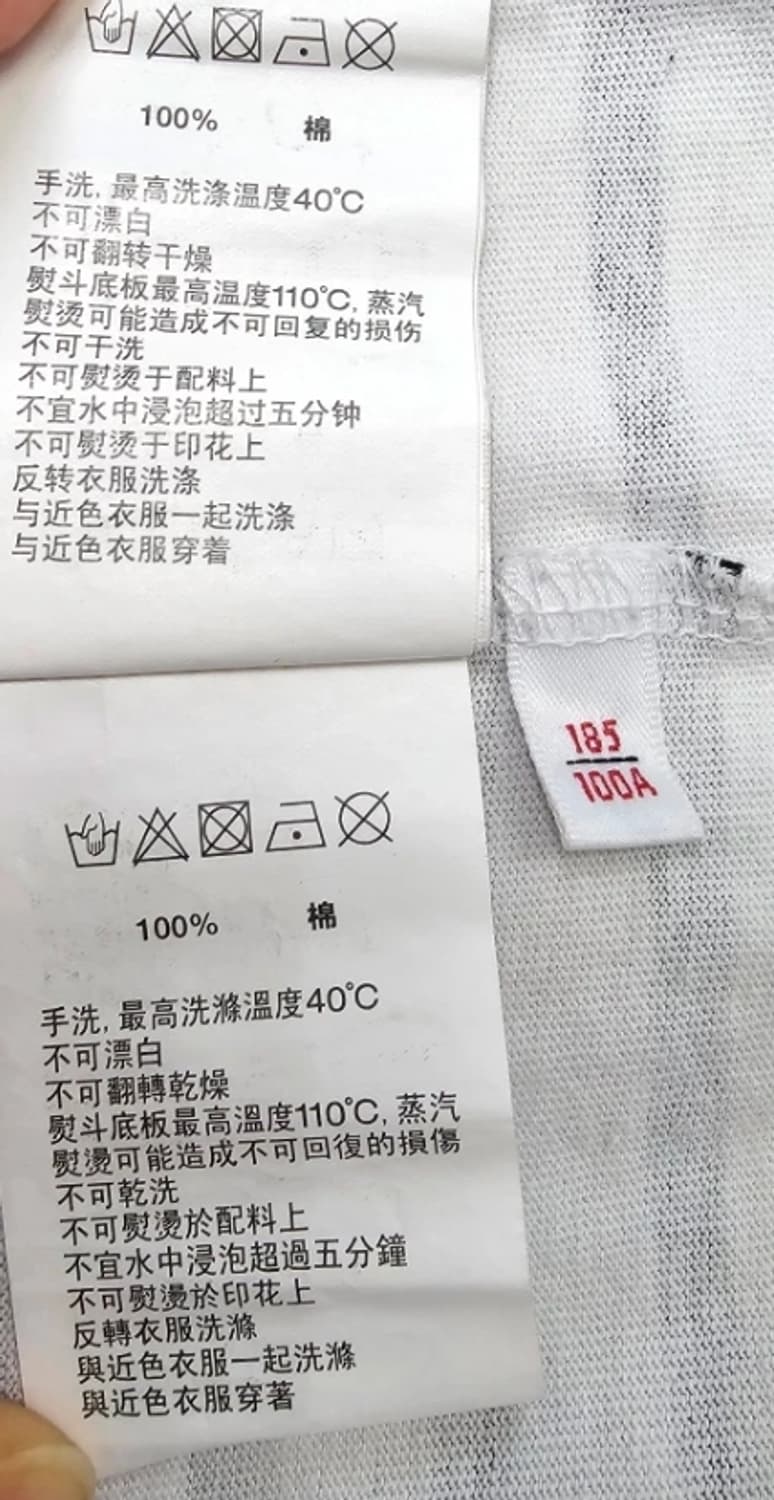 100% 棉
手洗, 最高洗涤温度40℃
不可漂白
不可翻转干燥
熨斗底板最高温度110℃, 蒸汽
熨烫可能造成不可回复的损伤
不可干洗
不可熨烫于配料上
不宜水中浸泡超过五分钟
不可熨烫于印花上
反转衣服洗涤
与近色衣服一起洗涤
与近色衣服穿着
185
100A
100% 棉
手洗, 最高洗滌溫度40℃
不可漂白
不可翻轉乾燥
熨斗底板最高溫度110℃, 蒸汽
熨燙可能造成不可回復的損傷
不可乾洗
不可熨燙於配料上
不宜水中浸泡超過五分鐘
不可熨燙於印花上
反轉衣服洗滌
與近色衣服一起洗滌
與近色衣服穿著